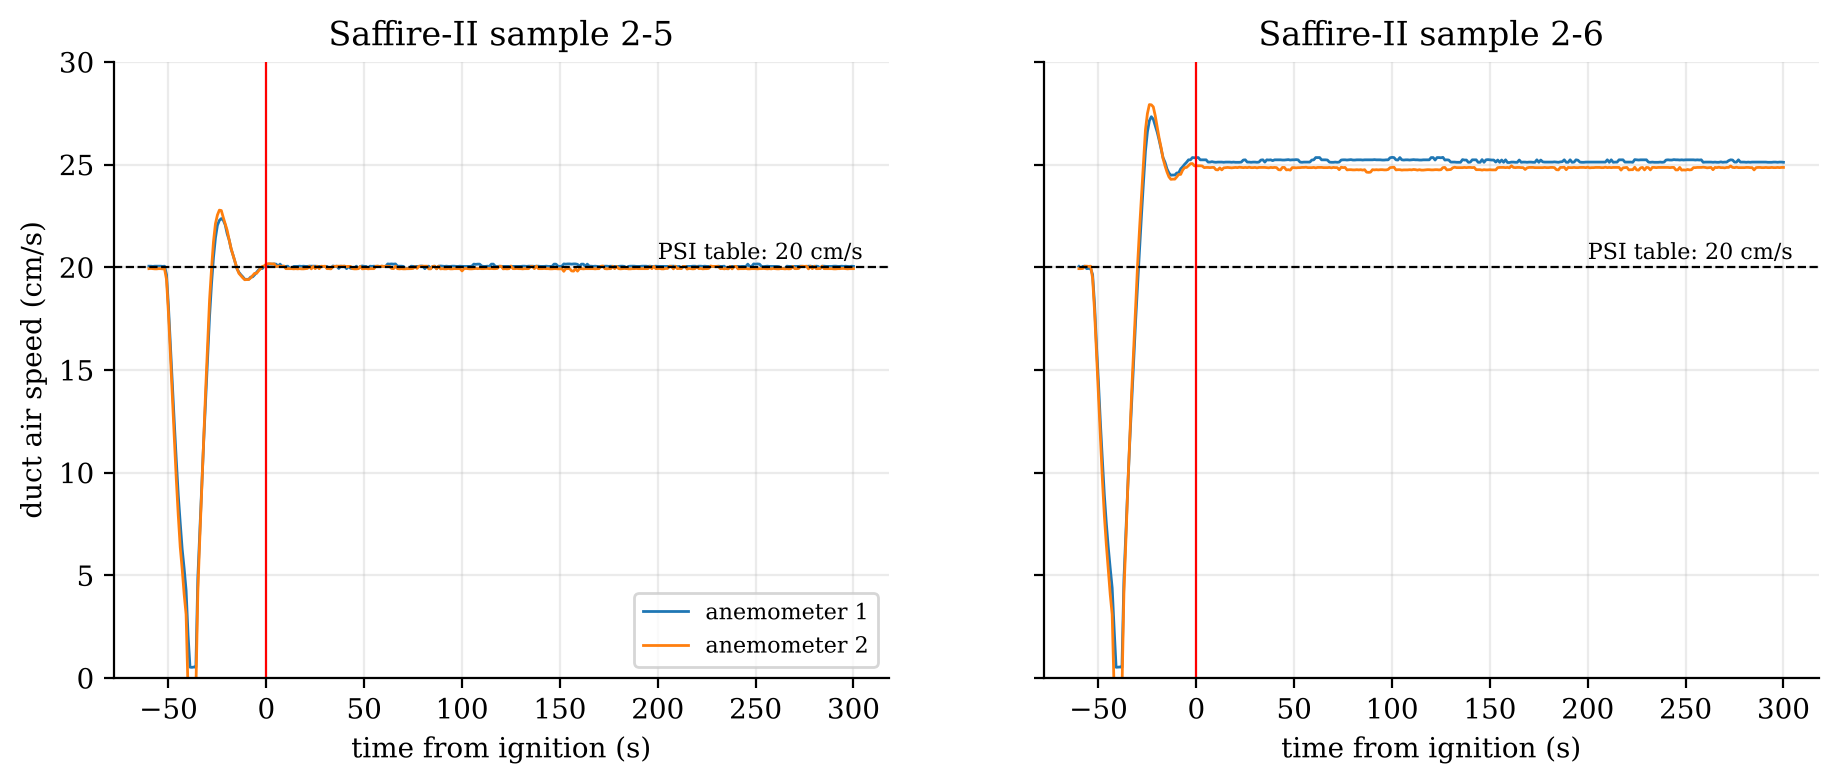 Saffire-II sample 2-5
Saffire-II sample 2-6
duct air speed (cm/s)
30
25
20
15
10
5
0
PSI table: 20 cm/s
PSI table: 20 cm/s
anemometer 1
anemometer 2
−50 0 50 100 150 200 250 300
−50 0 50 100 150 200 250 300
time from ignition (s)
time from ignition (s)